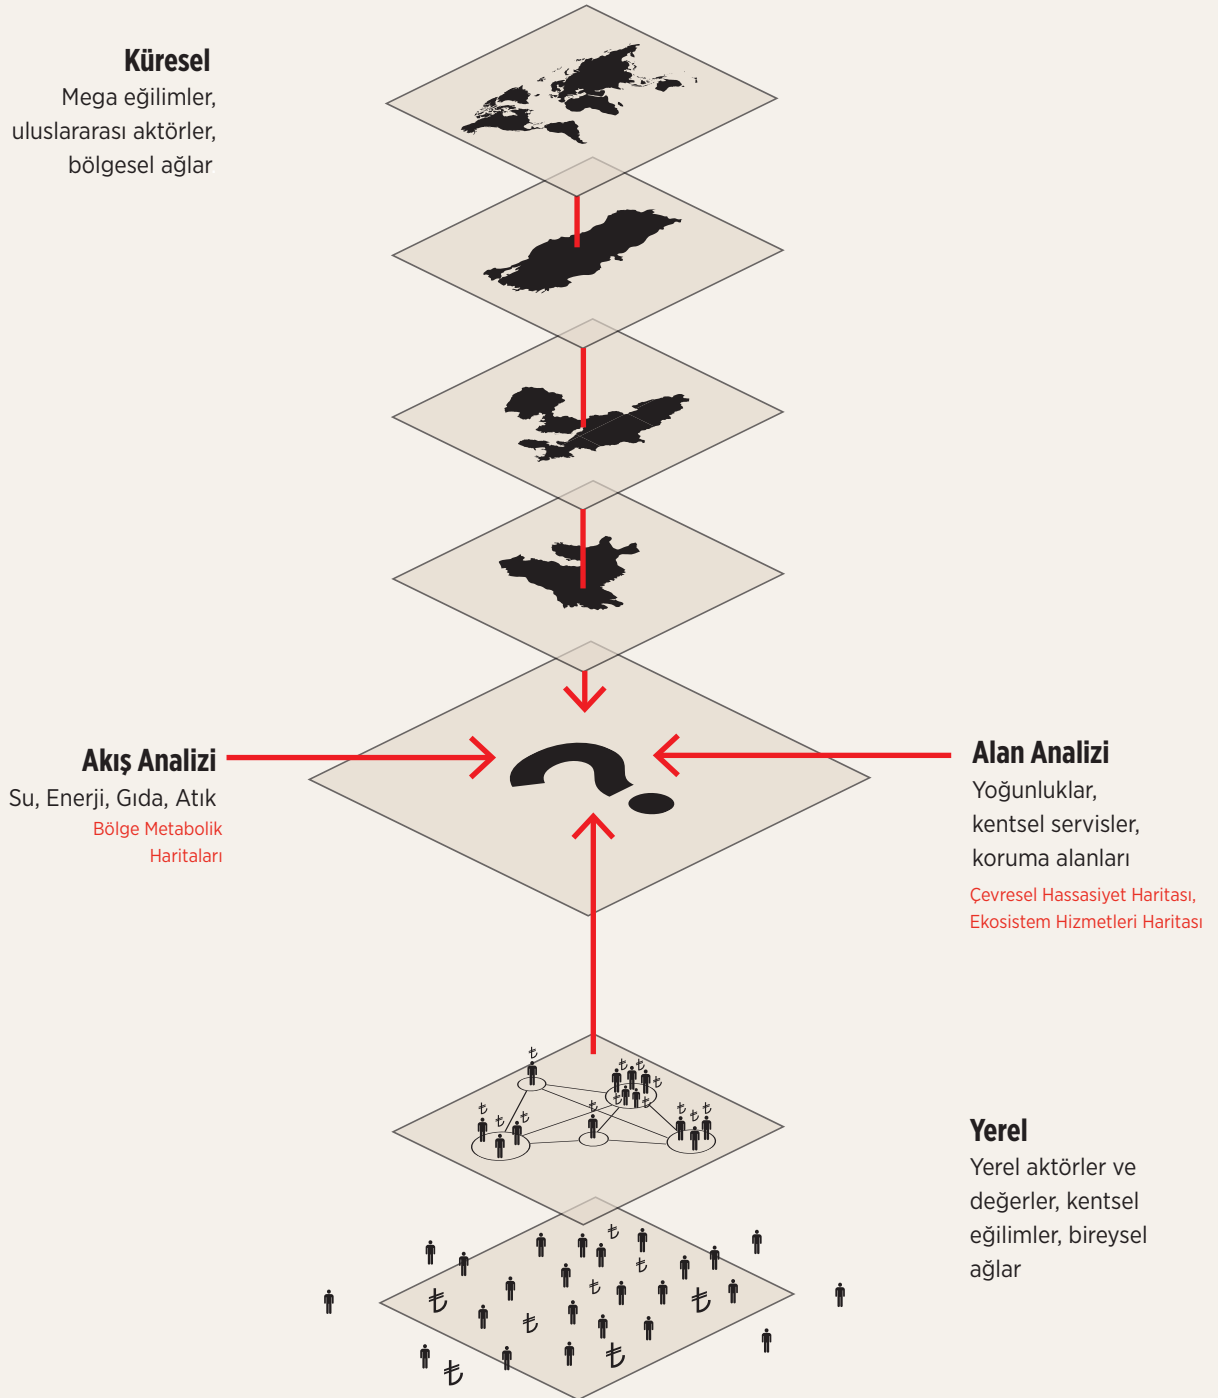 Küresel
Mega eğilimler,
uluslararası aktörler,
bölgesel ağlar
Akış Analizi
Su, Enerji, Gıda, Atık
Bölge Metabolik
Haritaları
Alan Analizi
Yoğunluklar,
kentsel servisler,
koruma alanları
Çevresel Hassasiyet Haritası,
Ekosistem Hizmetleri Haritası
Yerel
Yerel aktörler ve
değerler, kentsel
eğilimler, bireysel
ağlar